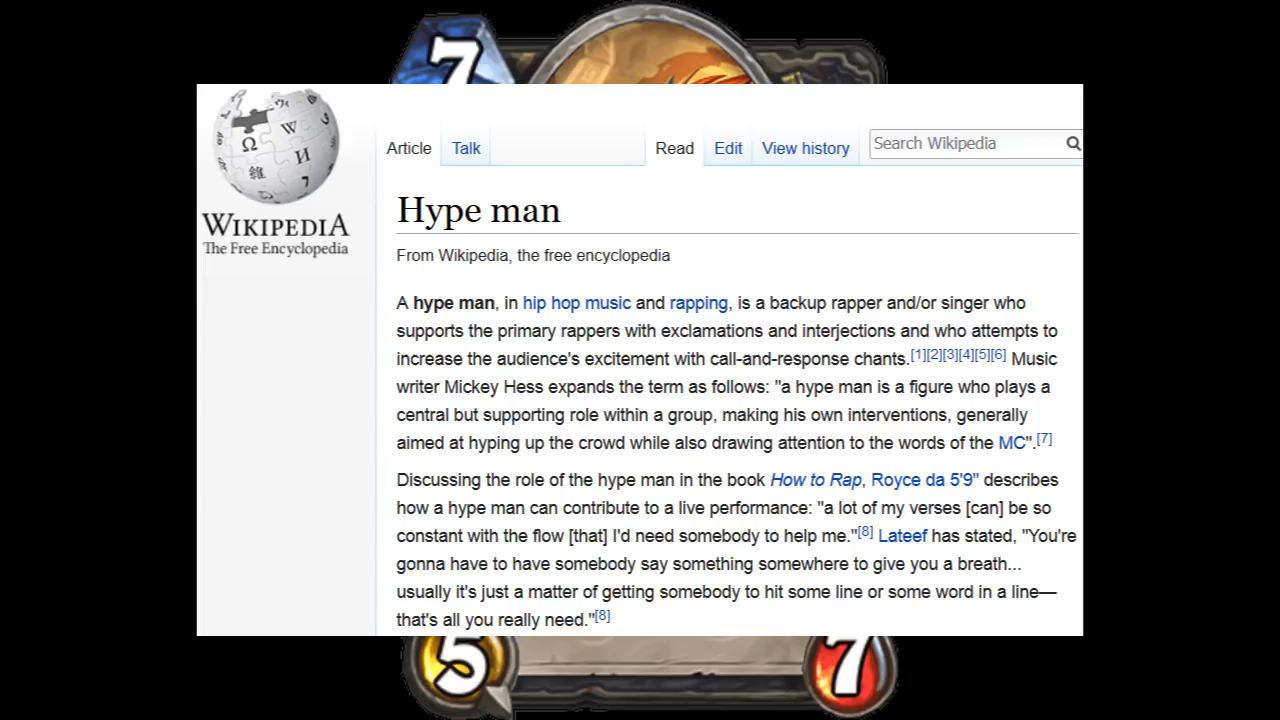 7
WIKIPEDIA
The Free Encyclopedia
Article Talk Read Edit View history Search Wikipedia
Hype man
From Wikipedia, the free encyclopedia
A hype man, in hip hop music and rapping, is a backup rapper and/or singer who
supports the primary rappers with exclamations and interjections and who attempts to
increase the audience's excitement with call-and-response chants.[1][2][3][4][5][6] Music
writer Mickey Hess expands the term as follows: "a hype man is a figure who plays a
central but supporting role within a group, making his own interventions, generally
aimed at hyping up the crowd while also drawing attention to the words of the MC".[7]
Discussing the role of the hype man in the book How to Rap, Royce da 5'9" describes
how a hype man can contribute to a live performance: "a lot of my verses [can] be so
constant with the flow [that] I'd need somebody to help me."[8] Lateef has stated, "You're
gonna have to have somebody say something somewhere to give you a breath...
usually it's just a matter of getting somebody to hit some line or some word in a line—
that's all you really need."[8]
5 7